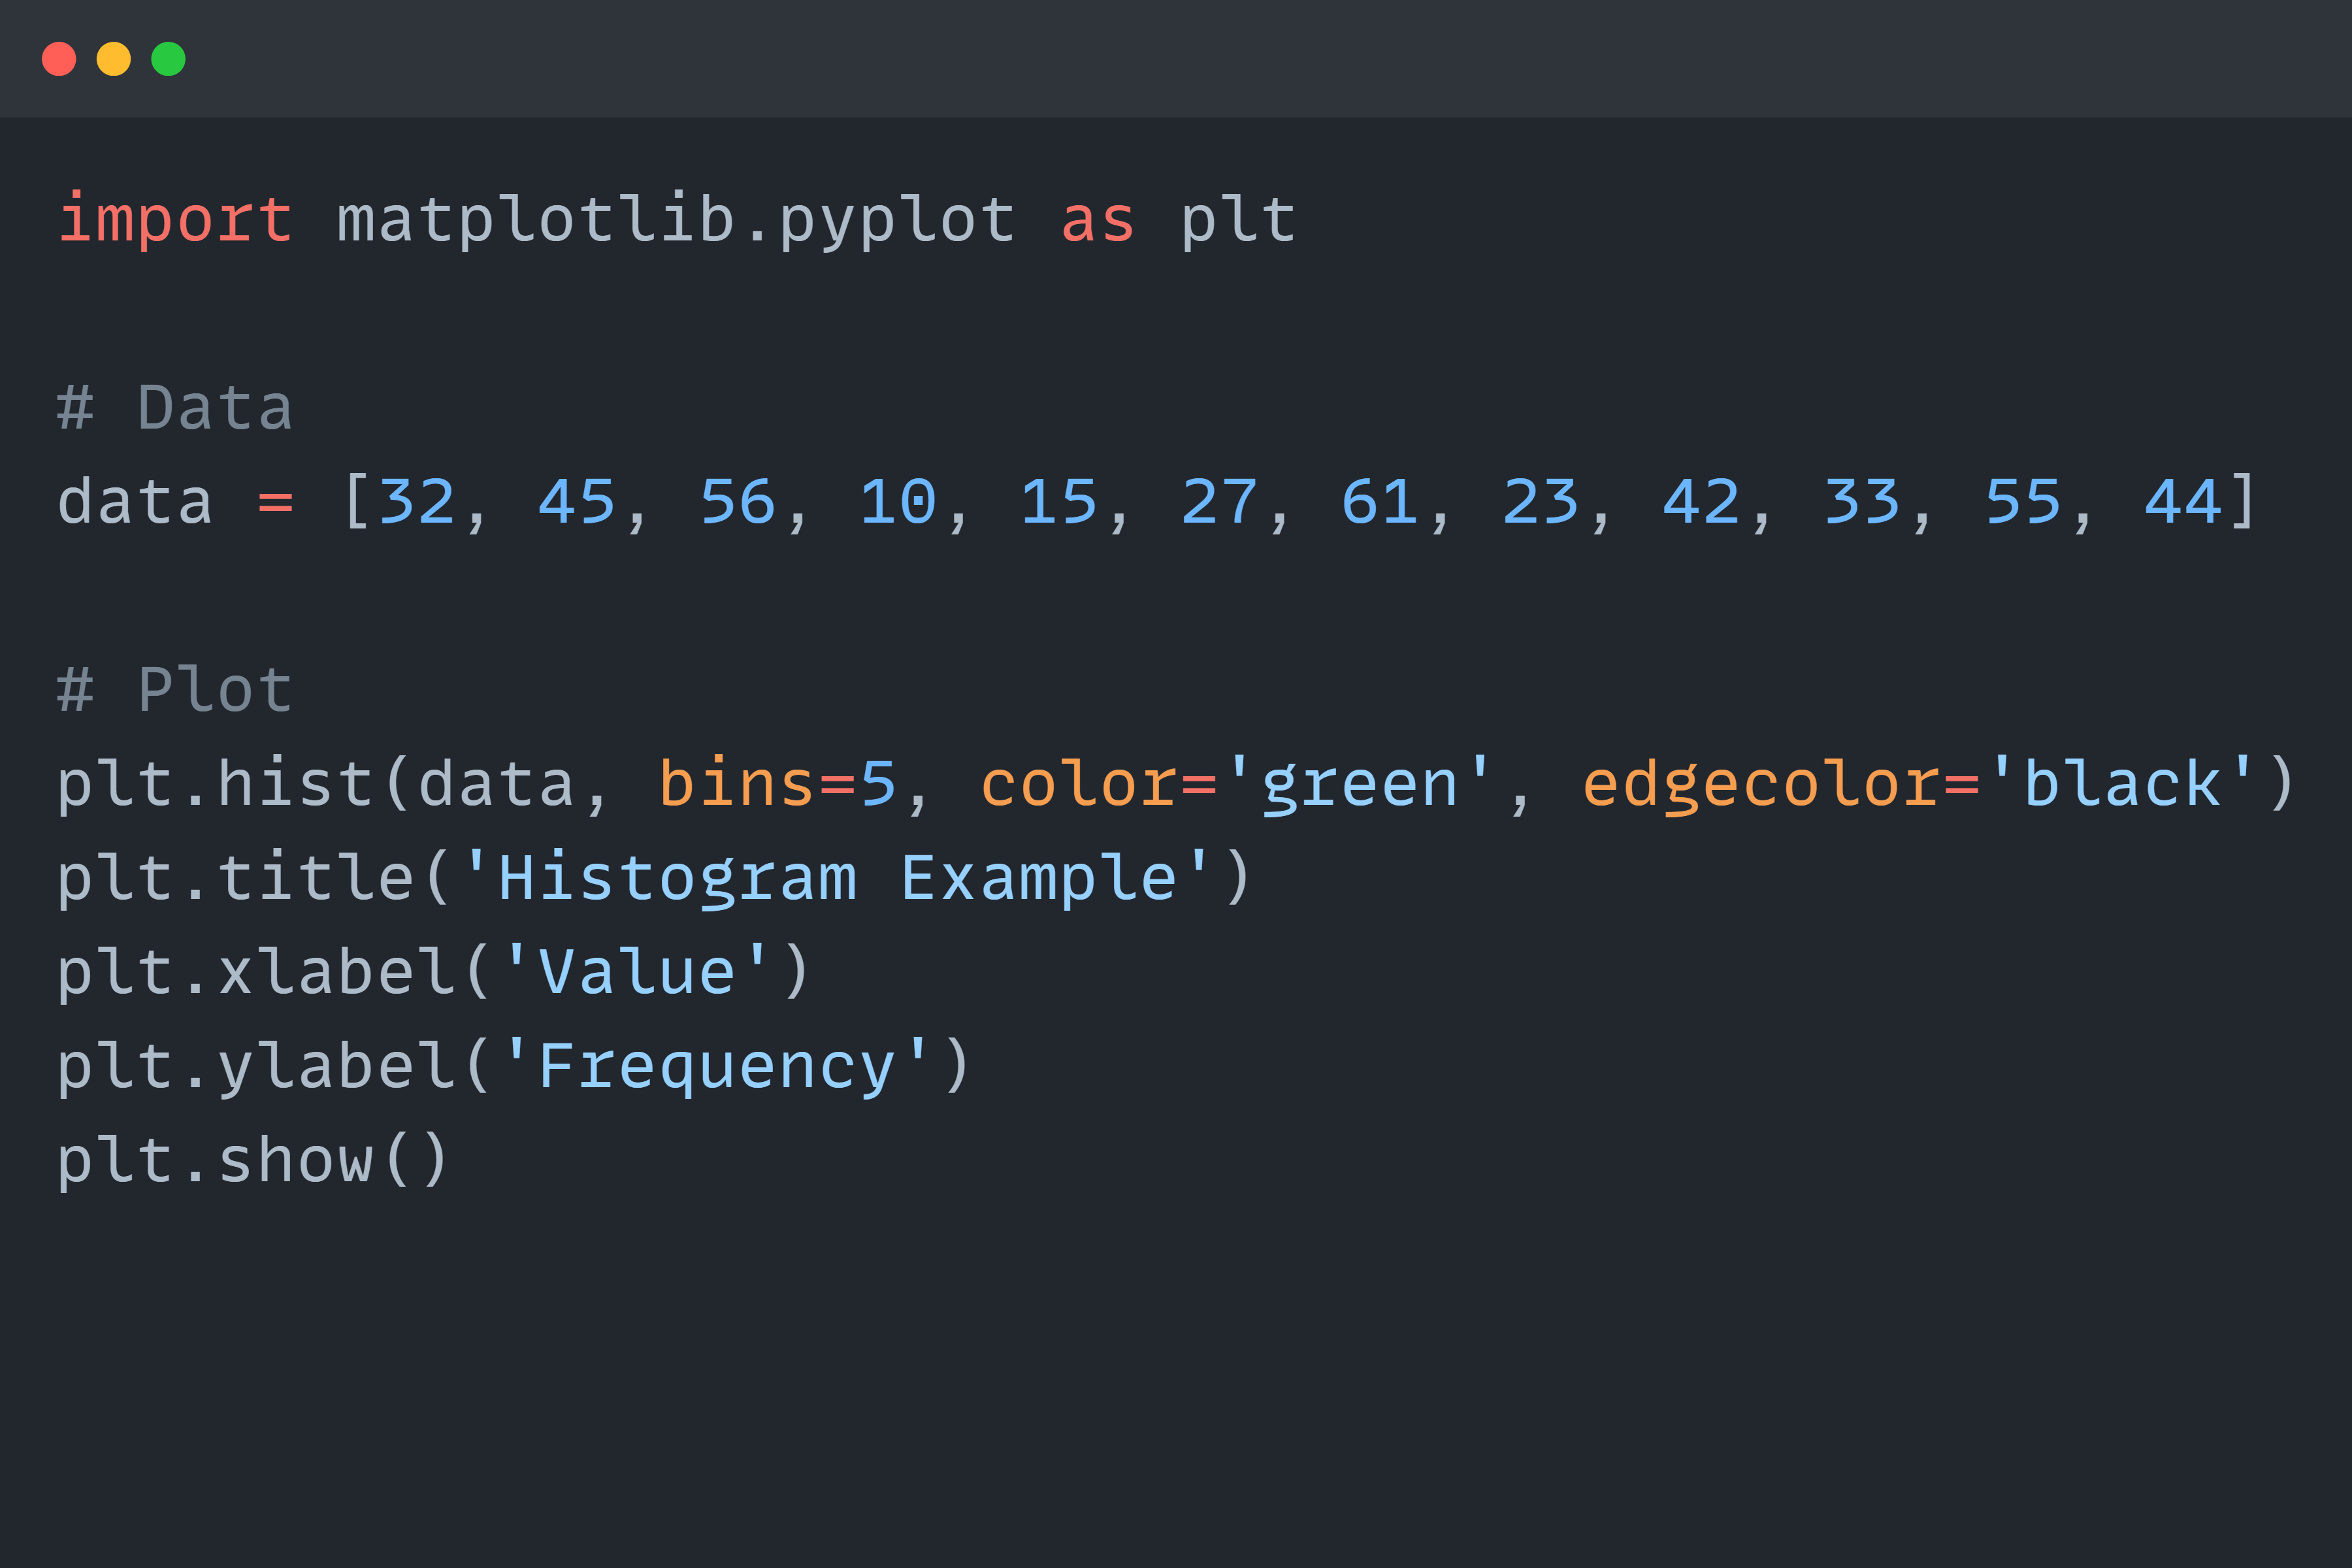 import matplotlib.pyplot as plt
# Data
data = [32, 45, 56, 10, 15, 27, 61, 23, 42, 33, 55, 44]
# Plot
plt.hist(data, bins=5, color='green', edgecolor='black')
plt.title('Histogram Example')
plt.xlabel('Value')
plt.ylabel('Frequency')
plt.show()